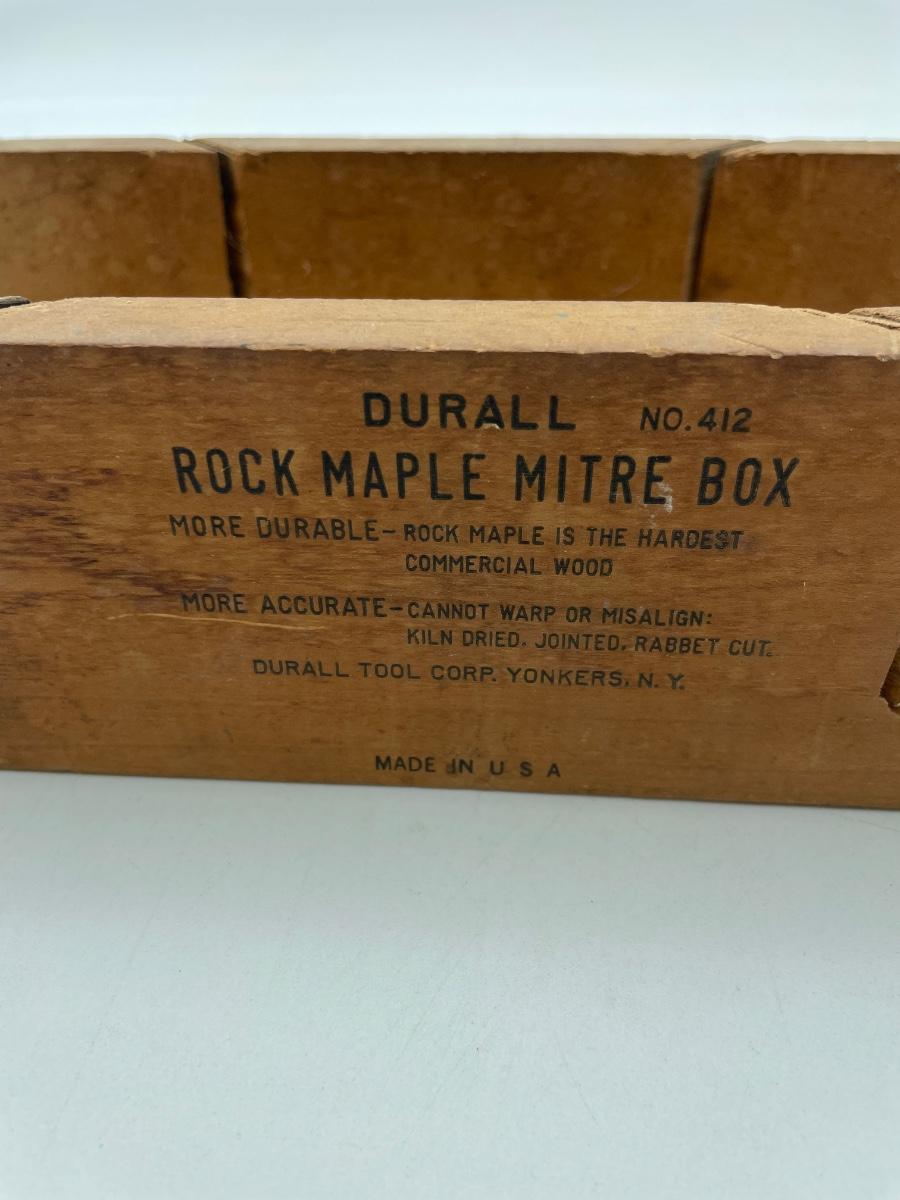 DURALL NO. 412
ROCK MAPLE MITRE BOX
MORE DURABLE - ROCK MAPLE IS THE HARDEST
COMMERCIAL WOOD
MORE ACCURATE - CANNOT WARP OR MISALIGN:
KILN DRIED. JOINTED. RABBET CUT.
DURALL TOOL CORP. YONKERS, N. Y.
MADE IN U S A